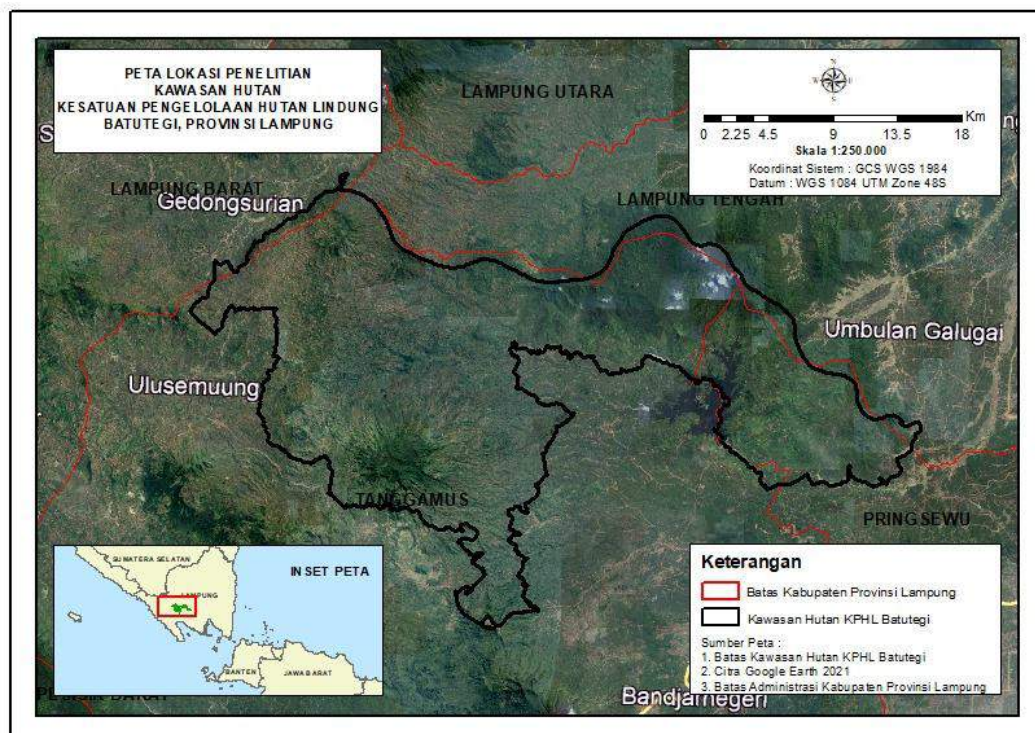 PETA LOKASI PENELITIAN
KAWASAN HUTAN
KESATUAN PENGELOLAAN HUTAN LINDUNG
BATUTEGI, PROVINSI LAMPUNG
N
W E
S
Km
0 2.25 4.5 9 13.5 18
Skala 1:250.000
Koordinat Sistem : GCS WGS 1984
Datum : WGS 1084 UTM Zone 48S
LAMPUNG UTARA
LAMPUNG BARAT
Gedongsurian
LAMPUNG TENGAH
Umbulan Galugai
Ulusemuung
TANGGAMUS
PRINGSEWU
INSET PETA
SUMATERA SELATAN
LAMPUNG
BANTEN
JAWA BARAT
Keterangan
Batas Kabupaten Provinsi Lampung
Kawasan Hutan KPHL Batutegi
Sumber Peta :
1. Batas Kawasan Hutan KPHL Batutegi
2. Citra Google Earth 2021
3. Batas Administrasi Kabupaten Provinsi Lampung
Bandjarnegeri